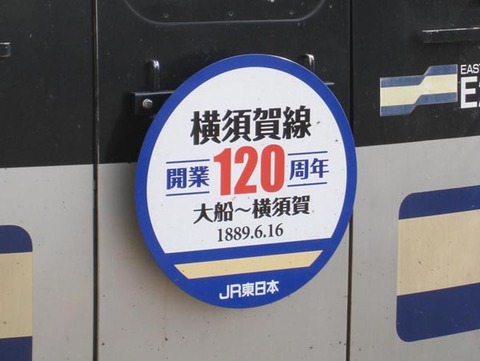 横須賀線
開業120周年
大船〜横須賀
1889.6.16
JR東日本
EAS